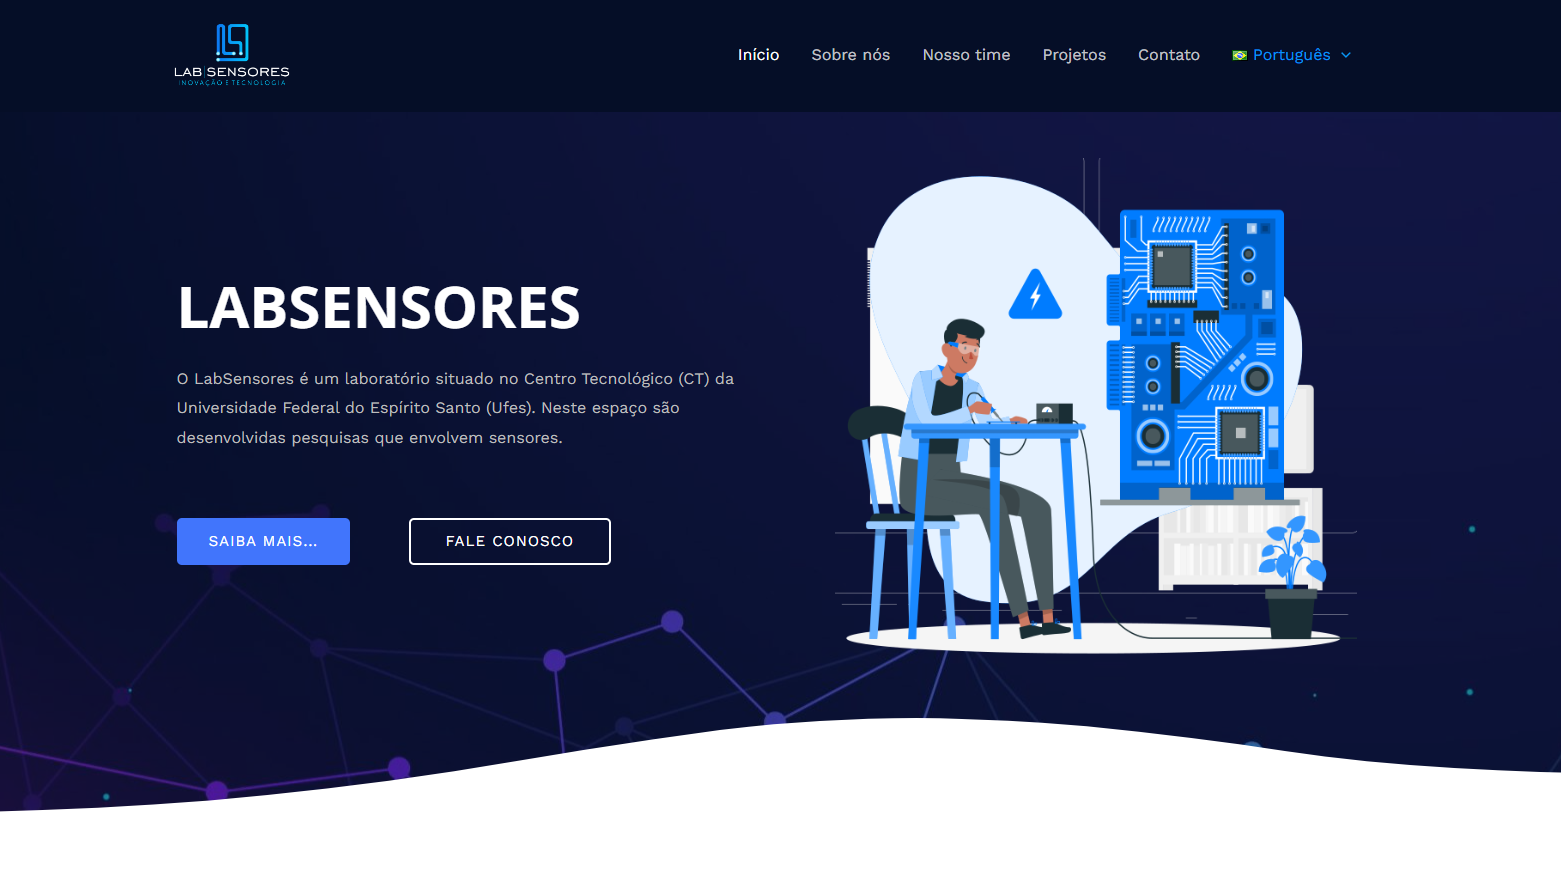 LAB SENSORES
INOVAÇÃO E TECNOLOGIA
Início Sobre nós Nosso time Projetos Contato Português
LABSENSORES
O LabSensores é um laboratório situado no Centro Tecnológico (CT) da
Universidade Federal do Espírito Santo (Ufes). Neste espaço são
desenvolvidas pesquisas que envolvem sensores.
SAIBA MAIS... FALE CONOSCO